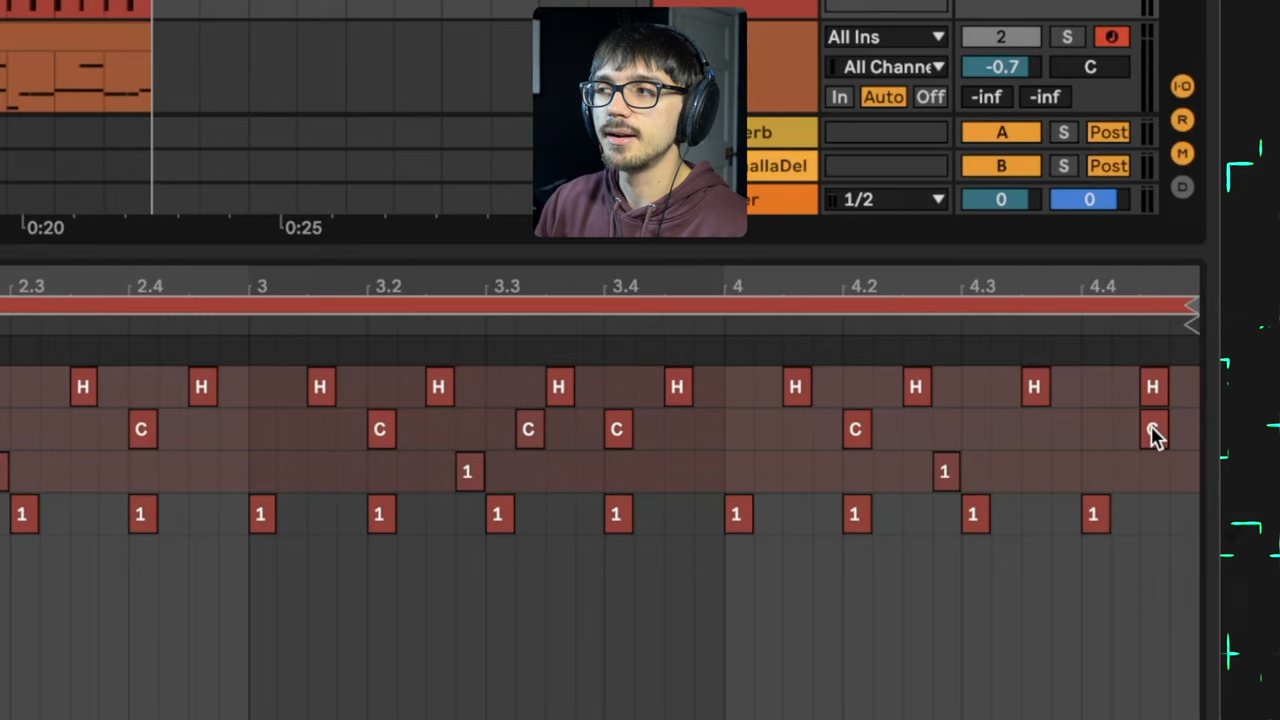 All Ins 2 S
All Channe -0.7 C
In Auto Off -inf -inf
erb A S Post
allaDel B S Post
er 1/2 0 0
I·O
R
M
D
0:20 0:25
2.3 2.4 3 3.2 3.3 3.4 4 4.2 4.3 4.4
H H H H H H H H H H
C C C C C C
1 1
1 1 1 1 1 1 1 1 1 1